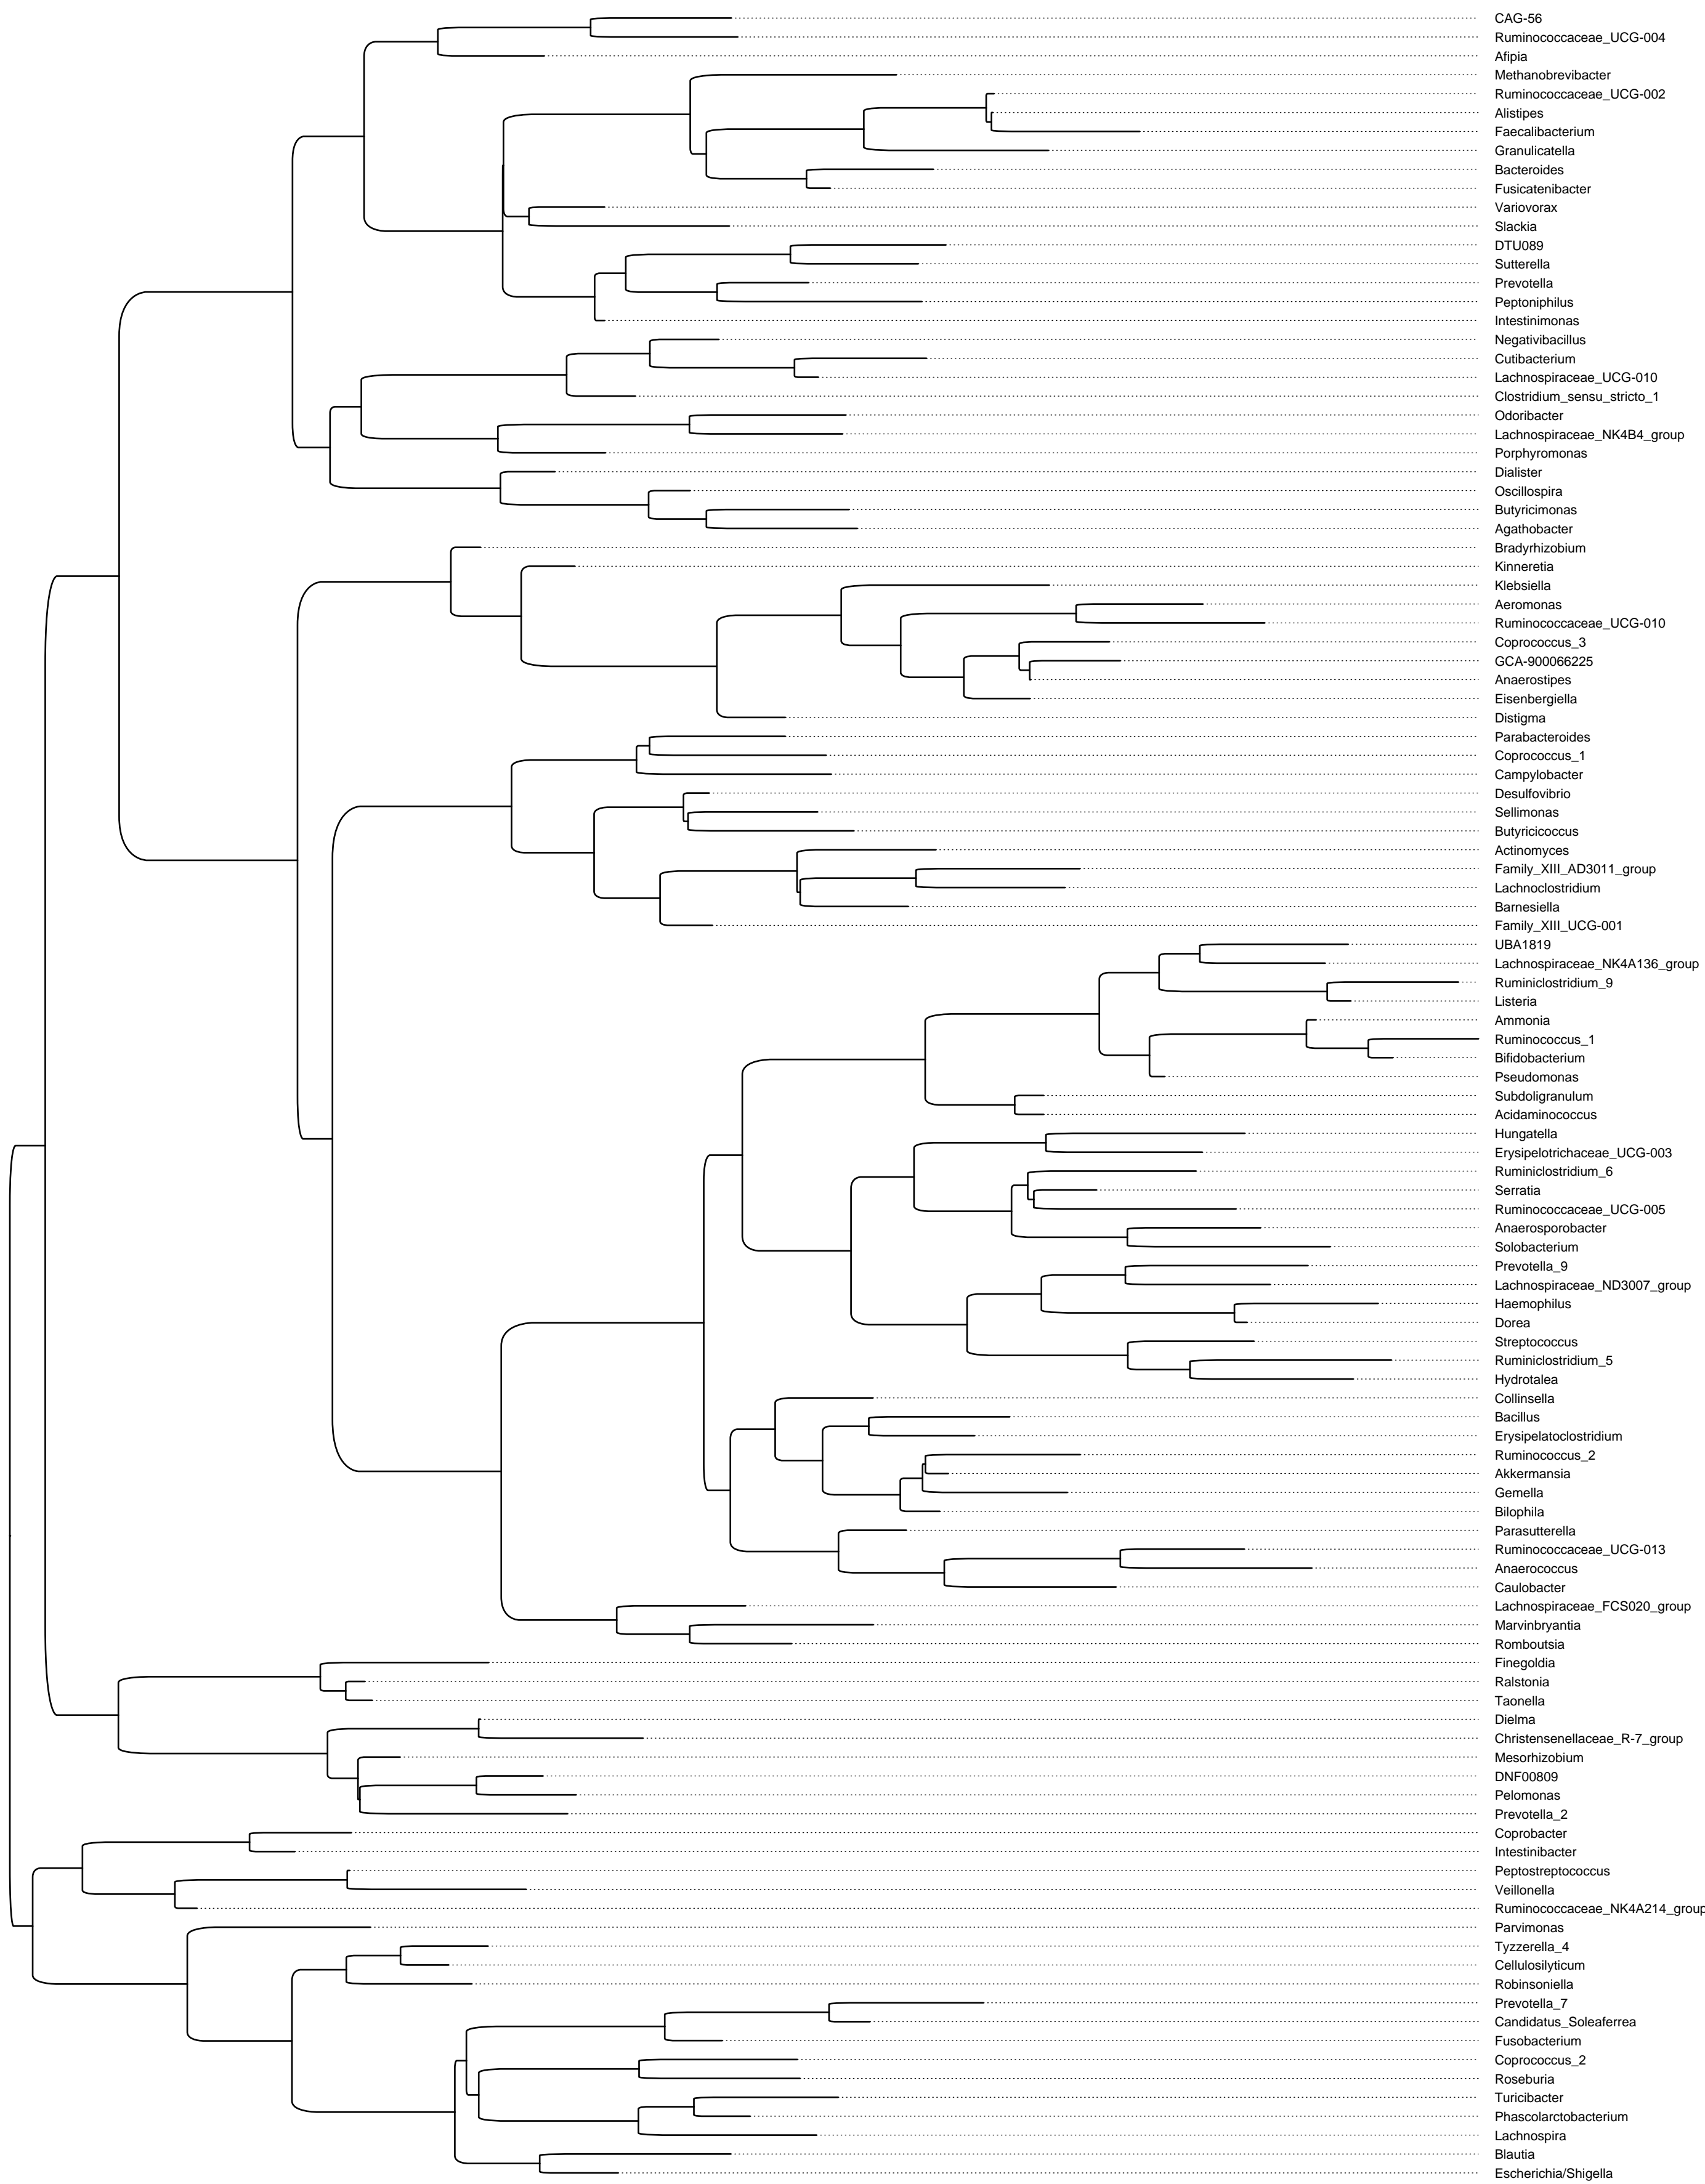 CAG-56
Ruminococcaceae_UCG-004
Afipia
Methanobrevibacter
Ruminococcaceae_UCG-002
Alistipes
Faecalibacterium
Granulicatella
Bacteroides
Fusicatenibacter
Variovorax
Slackia
DTU089
Sutterella
Prevotella
Peptoniphilus
Intestinimonas
Negativibacillus
Cutibacterium
Lachnospiraceae_UCG-010
Clostridium_sensu_stricto_1
Odoribacter
Lachnospiraceae_NK4B4_group
Porphyromonas
Dialister
Oscillospira
Butyricimonas
Agathobacter
Bradyrhizobium
Kinneretia
Klebsiella
Aeromonas
Ruminococcaceae_UCG-010
Coprococcus_3
GCA-900066225
Anaerostipes
Eisenbergiella
Distigma
Parabacteroides
Coprococcus_1
Campylobacter
Desulfovibrio
Sellimonas
Butyricicoccus
Actinomyces
Family_XIII_AD3011_group
Lachnoclostridium
Barnesiella
Family_XIII_UCG-001
UBA1819
Lachnospiraceae_NK4A136_group
Ruminiclostridium_9
Listeria
Ammonia
Ruminococcus_1
Bifidobacterium
Pseudomonas
Subdoligranulum
Acidaminococcus
Hungatella
Erysipelotrichaceae_UCG-003
Ruminiclostridium_6
Serratia
Ruminococcaceae_UCG-005
Anaerosporobacter
Solobacterium
Prevotella_9
Lachnospiraceae_ND3007_group
Haemophilus
Dorea
Streptococcus
Ruminiclostridium_5
Hydrotalea
Collinsella
Bacillus
Erysipelatoclostridium
Ruminococcus_2
Akkermansia
Gemella
Bilophila
Parasutterella
Ruminococcaceae_UCG-013
Anaerococcus
Caulobacter
Lachnospiraceae_FCS020_group
Marvinbryantia
Romboutsia
Finegoldia
Ralstonia
Taonella
Dielma
Christensenellaceae_R-7_group
Mesorhizobium
DNF00809
Pelomonas
Prevotella_2
Coprobacter
Intestinibacter
Peptostreptococcus
Veillonella
Ruminococcaceae_NK4A214_group
Parvimonas
Tyzzerella_4
Cellulosilyticum
Robinsoniella
Prevotella_7
Candidatus_Soleaferrea
Fusobacterium
Coprococcus_2
Roseburia
Turicibacter
Phascolarctobacterium
Lachnospira
Blautia
Escherichia/Shigella